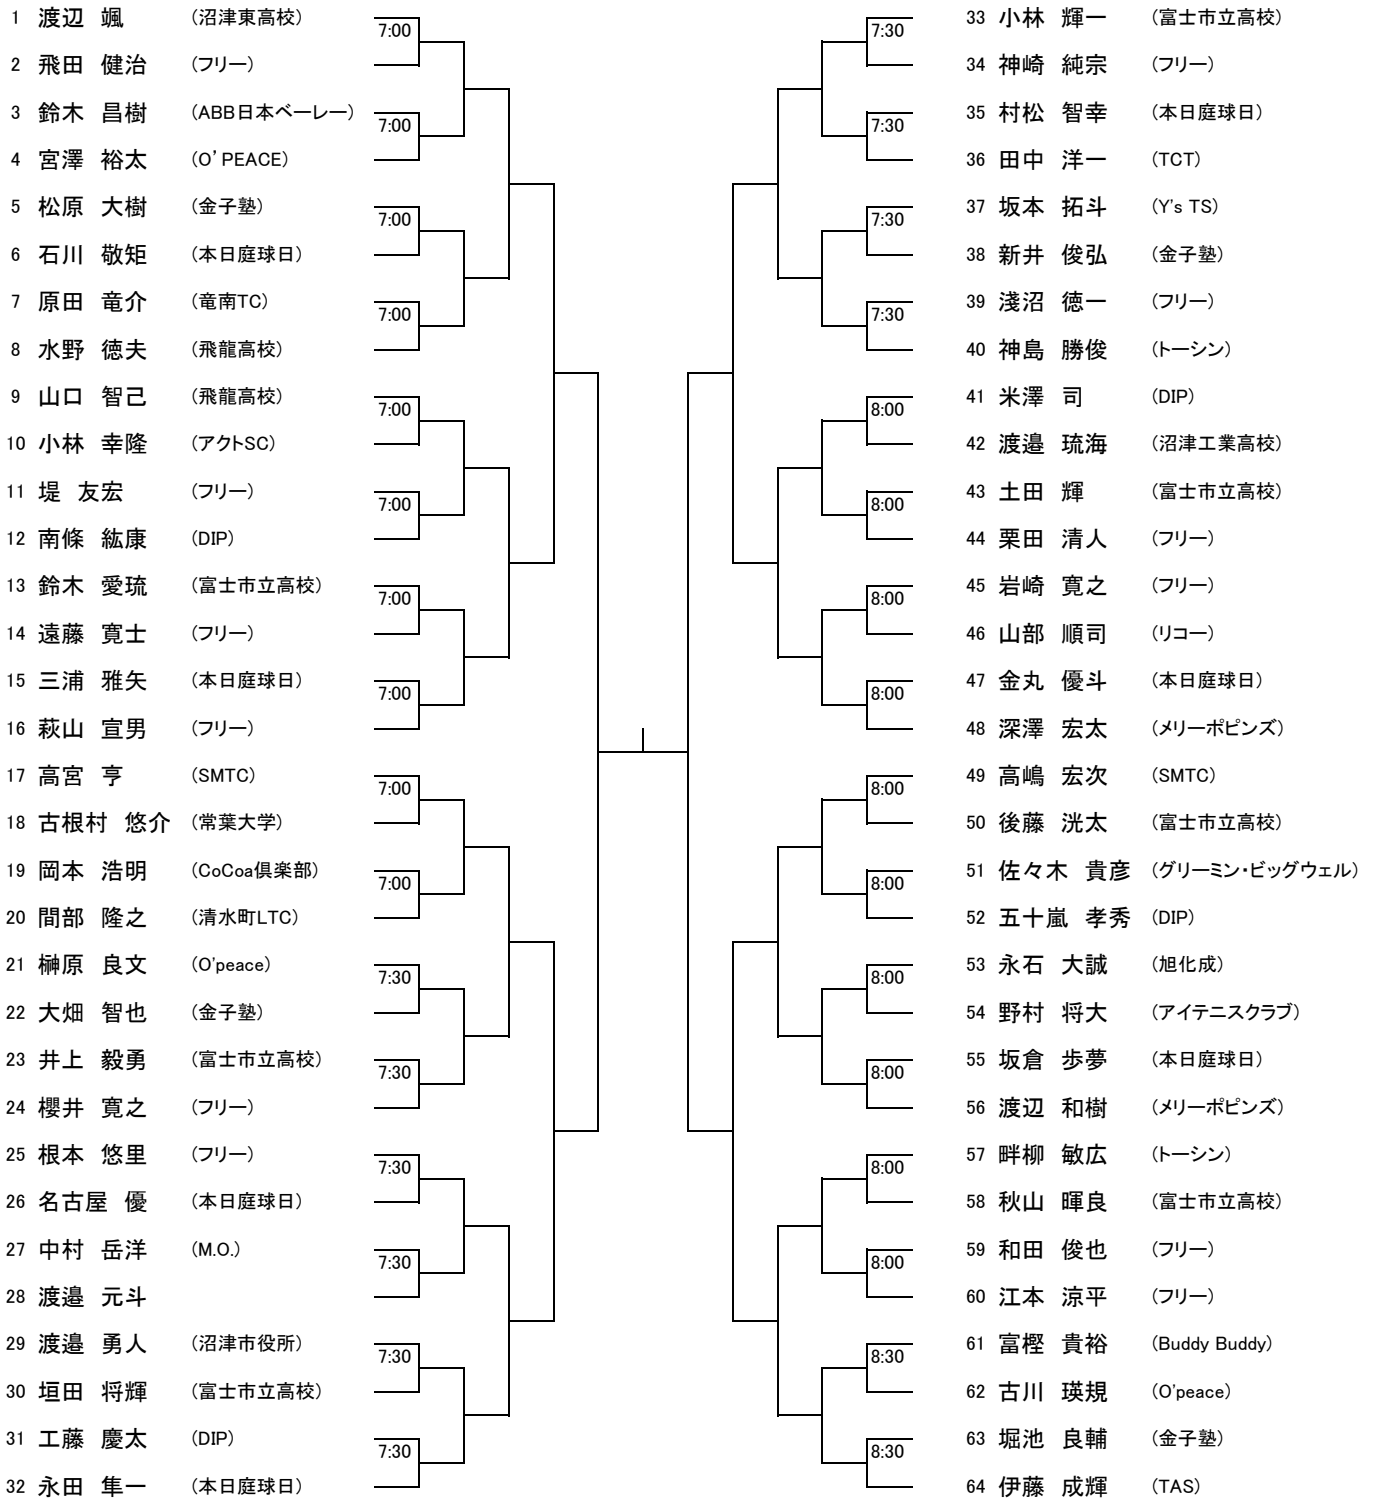 1 渡辺 颯 (沼津東高校)
2 飛田 健治 (フリー)
7:00
3 鈴木 昌樹 (ABB日本ベーレー)
4 宮澤 裕太 (O' PEACE)
7:00
5 松原 大樹 (金子塾)
6 石川 敬矩 (本日庭球日)
7:00
7 原田 竜介 (竜南TC)
8 水野 徳夫 (飛龍高校)
7:00
9 山口 智己 (飛龍高校)
10 小林 幸隆 (アクトSC)
7:00
11 堤 友宏 (フリー)
12 南條 紘康 (DIP)
7:00
13 鈴木 愛琉 (富士市立高校)
14 遠藤 寛士 (フリー)
7:00
15 三浦 雅矢 (本日庭球日)
16 萩山 宣男 (フリー)
7:00
17 高宮 亨 (SMTC)
18 古根村 悠介 (常葉大学)
7:00
19 岡本 浩明 (CoCoa倶楽部)
20 間部 隆之 (清水町LTC)
7:00
21 榊原 良文 (O'peace)
22 大畑 智也 (金子塾)
7:30
23 井上 毅勇 (富士市立高校)
24 櫻井 寛之 (フリー)
7:30
25 根本 悠里 (フリー)
26 名古屋 優 (本日庭球日)
7:30
27 中村 岳洋 (M.O.)
28 渡邉 元斗
7:30
29 渡邉 勇人 (沼津市役所)
30 垣田 将輝 (富士市立高校)
7:30
31 工藤 慶太 (DIP)
32 永田 隼一 (本日庭球日)
7:30
33 小林 輝一 (富士市立高校)
34 神崎 純宗 (フリー)
7:30
35 村松 智幸 (本日庭球日)
36 田中 洋一 (TCT)
7:30
37 坂本 拓斗 (Y's TS)
38 新井 俊弘 (金子塾)
7:30
39 淺沼 徳一 (フリー)
40 神島 勝俊 (トーシン)
7:30
41 米澤 司 (DIP)
42 渡邉 琉海 (沼津工業高校)
8:00
43 土田 輝 (富士市立高校)
44 栗田 清人 (フリー)
8:00
45 岩崎 寛之 (フリー)
46 山部 順司 (リコー)
8:00
47 金丸 優斗 (本日庭球日)
48 深澤 宏太 (メリーポピンズ)
8:00
49 高嶋 宏次 (SMTC)
50 後藤 洸太 (富士市立高校)
8:00
51 佐々木 貴彦 (グリーミン・ビッグウェル)
52 五十嵐 孝秀 (DIP)
8:00
53 永石 大誠 (旭化成)
54 野村 将大 (アイテニスクラブ)
8:00
55 坂倉 歩夢 (本日庭球日)
56 渡辺 和樹 (メリーポピンズ)
8:00
57 畔柳 敏広 (トーシン)
58 秋山 暉良 (富士市立高校)
8:00
59 和田 俊也 (フリー)
60 江本 涼平 (フリー)
8:00
61 富樫 貴裕 (Buddy Buddy)
62 古川 瑛規 (O'peace)
8:30
63 堀池 良輔 (金子塾)
64 伊藤 成輝 (TAS)
8:30